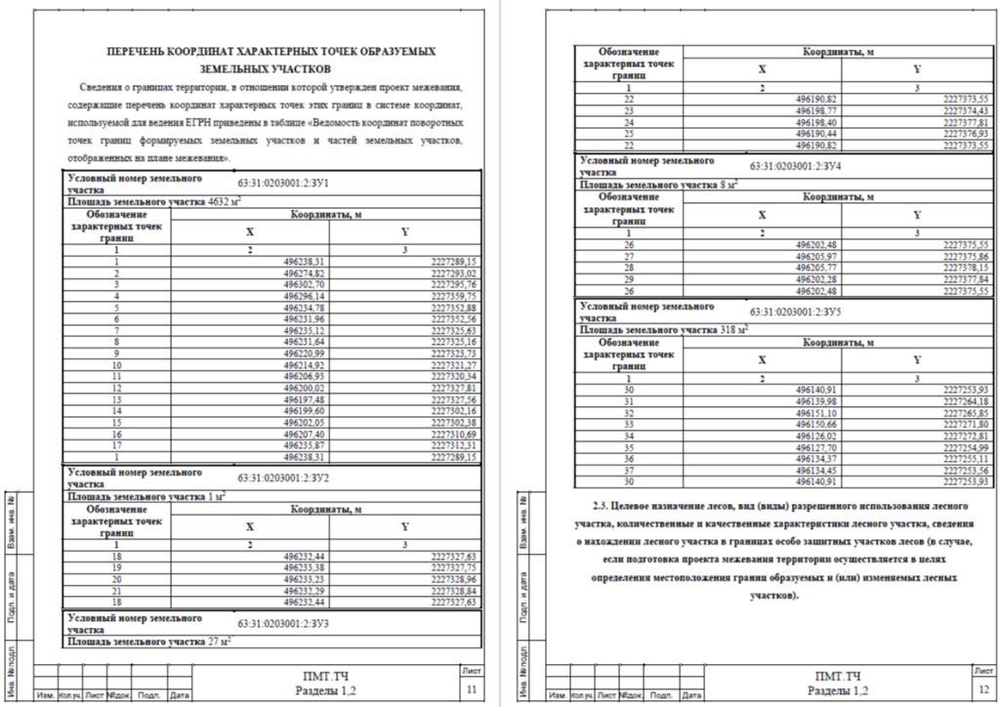 ПЕРЕЧЕНЬ КООРДИНАТ ХАРАКТЕРНЫХ ТОЧЕК ОБРАЗУЕМЫХ
ЗЕМЕЛЬНЫХ УЧАСТКОВ
Сведения о границах территории, в отношении которой утвержден проект межевания,
содержащие перечень координат характерных точек этих границ в системе координат,
используемой для ведения ЕГРН приведены в таблице «Ведомость координат поворотных
точек границ формируемых земельных участков и частей земельных участков,
отображенных на плане межевания».
Условный номер земельного
участка 63:31:0203001:2:ЗУ1
Площадь земельного участка 4632 м²
Обозначение
характерных точек
границ
Координаты, м
X Y
1 2 3
1 496238,31 2227289,15
2 496274,82 2227293,02
3 496302,70 2227295,76
4 496296,14 2227359,75
5 496234,78 2227352,88
6 496231,96 2227352,56
7 496235,12 2227325,63
8 496231,64 2227325,16
9 496220,99 2227323,73
10 496214,92 2227321,27
11 496206,93 2227320,34
12 496200,02 2227327,81
13 496197,48 2227327,56
14 496199,60 2227302,16
15 496202,05 2227302,38
16 496207,40 2227310,69
17 496235,87 2227312,31
1 496238,31 2227289,15
Условный номер земельного
участка 63:31:0203001:2:ЗУ2
Площадь земельного участка 1 м²
Обозначение
характерных точек
границ
Координаты, м
X Y
1 2 3
18 496232,44 2227327,63
19 496233,38 2227327,75
20 496233,23 2227328,96
21 496232,29 2227328,84
18 496232,44 2227327,63
Условный номер земельного
участка 63:31:0203001:2:ЗУ3
Площадь земельного участка 27 м²
Взам. инв. №
Подп. и дата
Инв. № подл.
Изм. Кол.уч. Лист №док. Подп. Дата
ПМТ.ТЧ
Разделы 1,2
Лист
11
Обозначение
характерных точек
границ
Координаты, м
X Y
1 2 3
22 496190,82 2227373,55
23 496198,77 2227374,43
24 496198,40 2227377,81
25 496190,44 2227376,93
22 496190,82 2227373,55
Условный номер земельного
участка 63:31:0203001:2:ЗУ4
Площадь земельного участка 8 м²
Обозначение
характерных точек
границ
Координаты, м
X Y
1 2 3
26 496202,48 2227375,55
27 496205,97 2227375,86
28 496205,77 2227378,15
29 496202,28 2227377,84
26 496202,48 2227375,55
Условный номер земельного
участка 63:31:0203001:2:ЗУ5
Площадь земельного участка 318 м²
Обозначение
характерных точек
границ
Координаты, м
X Y
1 2 3
30 496140,91 2227253,93
31 496139,98 2227264,18
32 496151,10 2227265,85
33 496150,66 2227271,80
34 496126,02 2227272,81
35 496127,70 2227254,99
36 496134,37 2227255,11
37 496134,45 2227253,56
30 496140,91 2227253,93
2.3. Целевое назначение лесов, вид (виды) разрешенного использования лесного
участка, количественные и качественные характеристики лесного участка, сведения
о нахождении лесного участка в границах особо защитных участков лесов (в случае,
если подготовка проекта межевания территории осуществляется в целях
определения местоположения границ образуемых и (или) изменяемых лесных
участков).
Взам. инв. №
Подп. и дата
Инв. № подл.
Изм. Кол.уч. Лист №док. Подп. Дата
ПМТ.ТЧ
Разделы 1,2
Лист
12